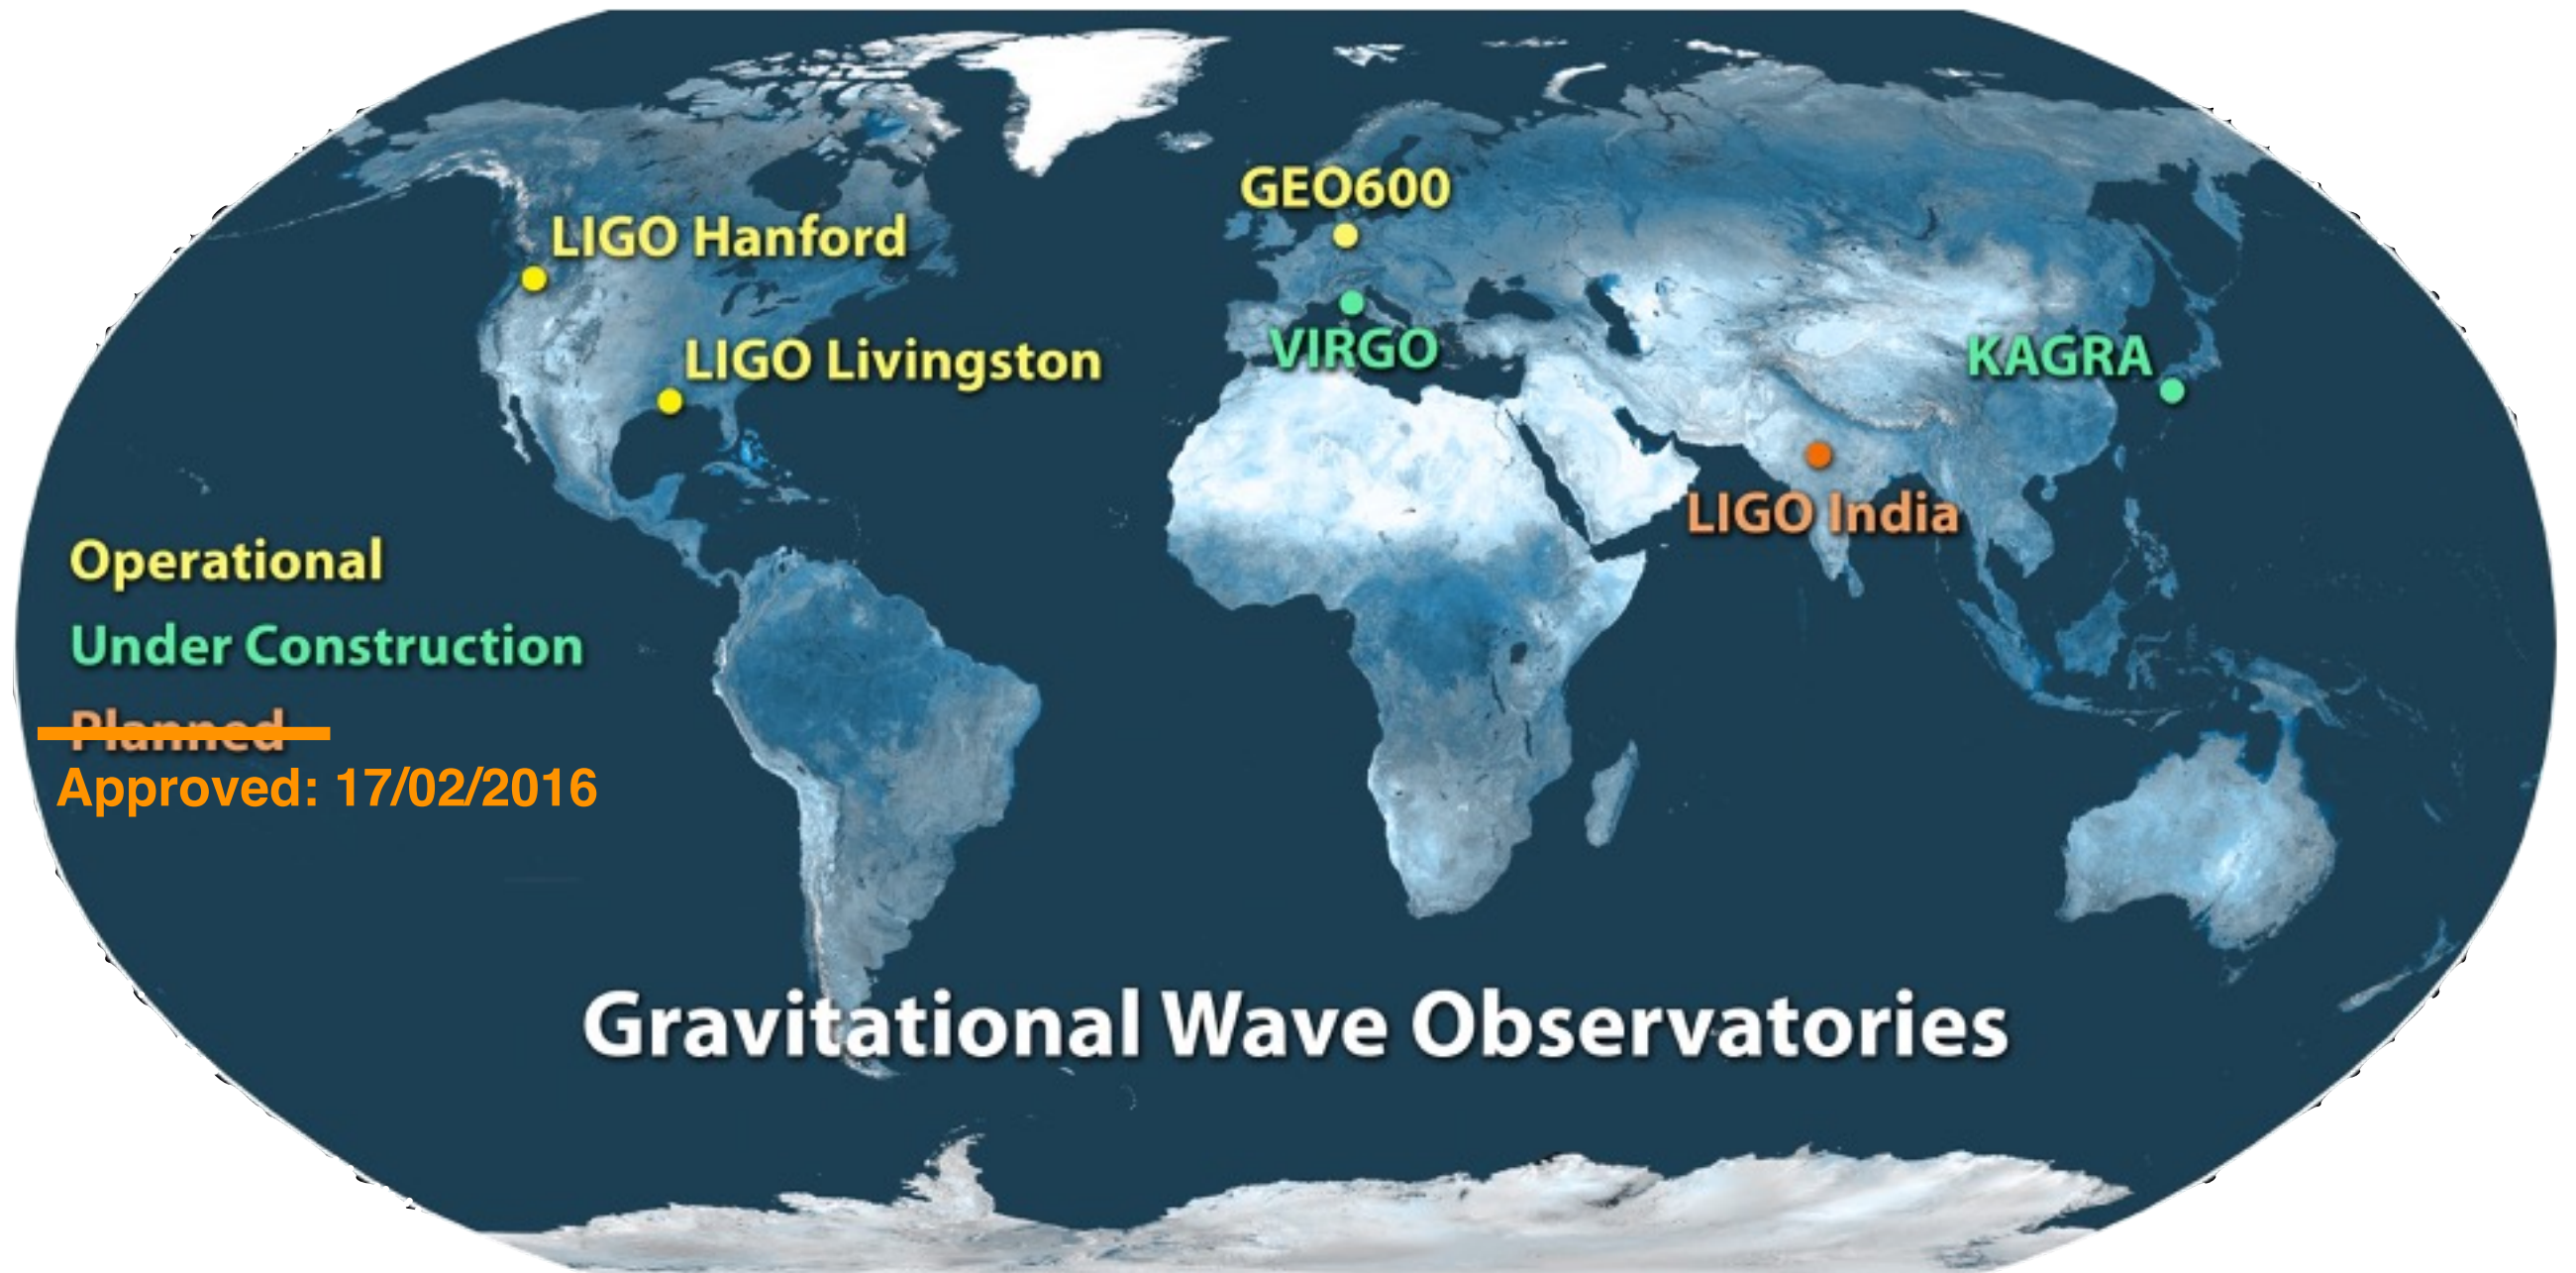 GEO600
LIGO Hanford
VIRGO
KAGRA
LIGO Livingston
LIGO India
Operational
Under Construction
Planned
Approved: 17/02/2016
Gravitational Wave Observatories